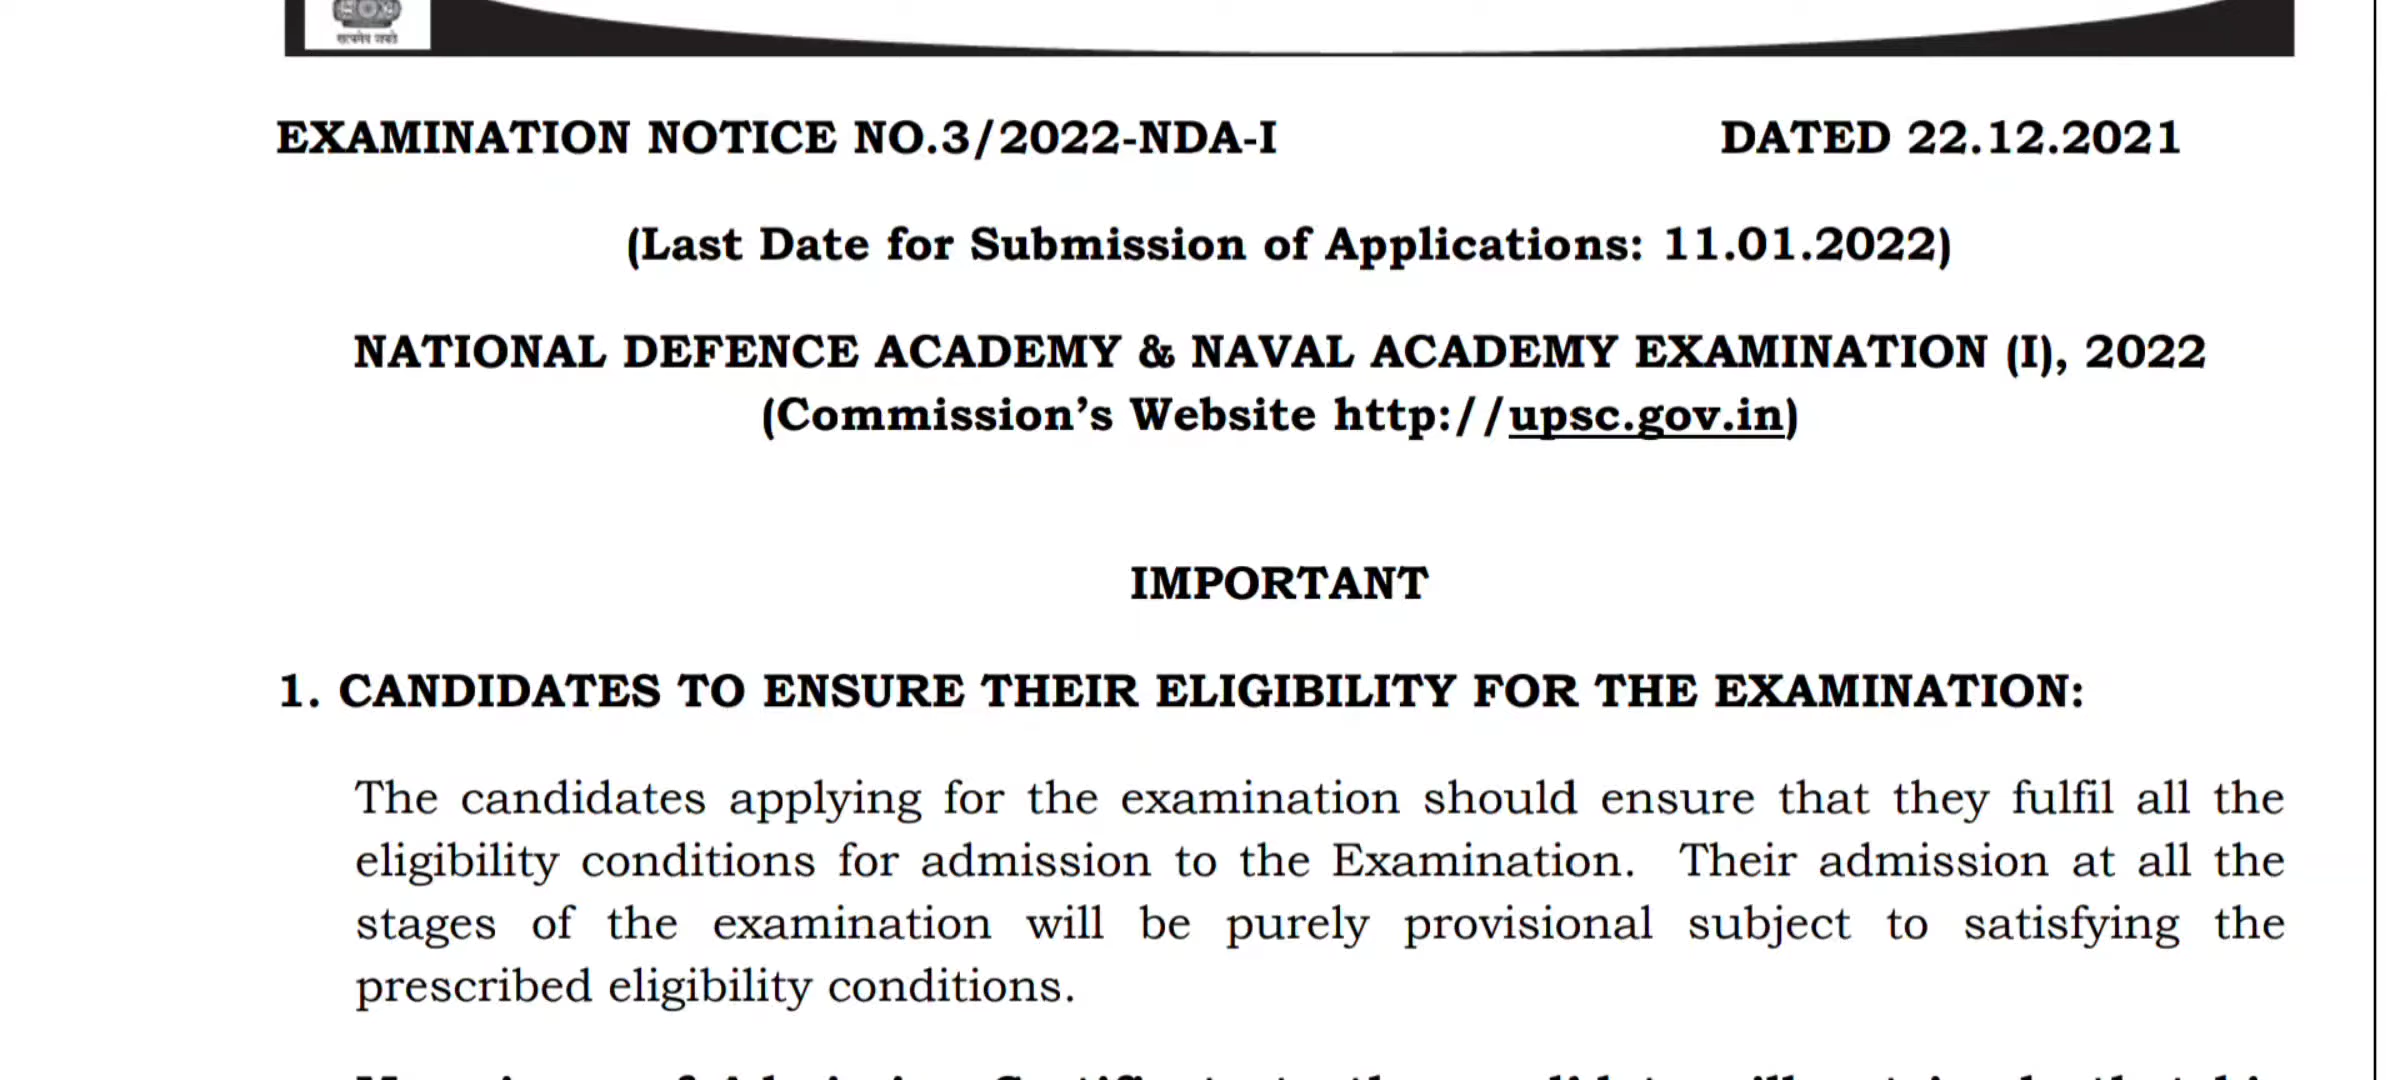 सत्यमेव जयते
EXAMINATION NOTICE NO.3/2022-NDA-I DATED 22.12.2021
(Last Date for Submission of Applications: 11.01.2022)
NATIONAL DEFENCE ACADEMY & NAVAL ACADEMY EXAMINATION (I), 2022
(Commission’s Website http://upsc.gov.in)
IMPORTANT
1. CANDIDATES TO ENSURE THEIR ELIGIBILITY FOR THE EXAMINATION:
The candidates applying for the examination should ensure that they fulfil all the
eligibility conditions for admission to the Examination. Their admission at all the
stages of the examination will be purely provisional subject to satisfying the
prescribed eligibility conditions.